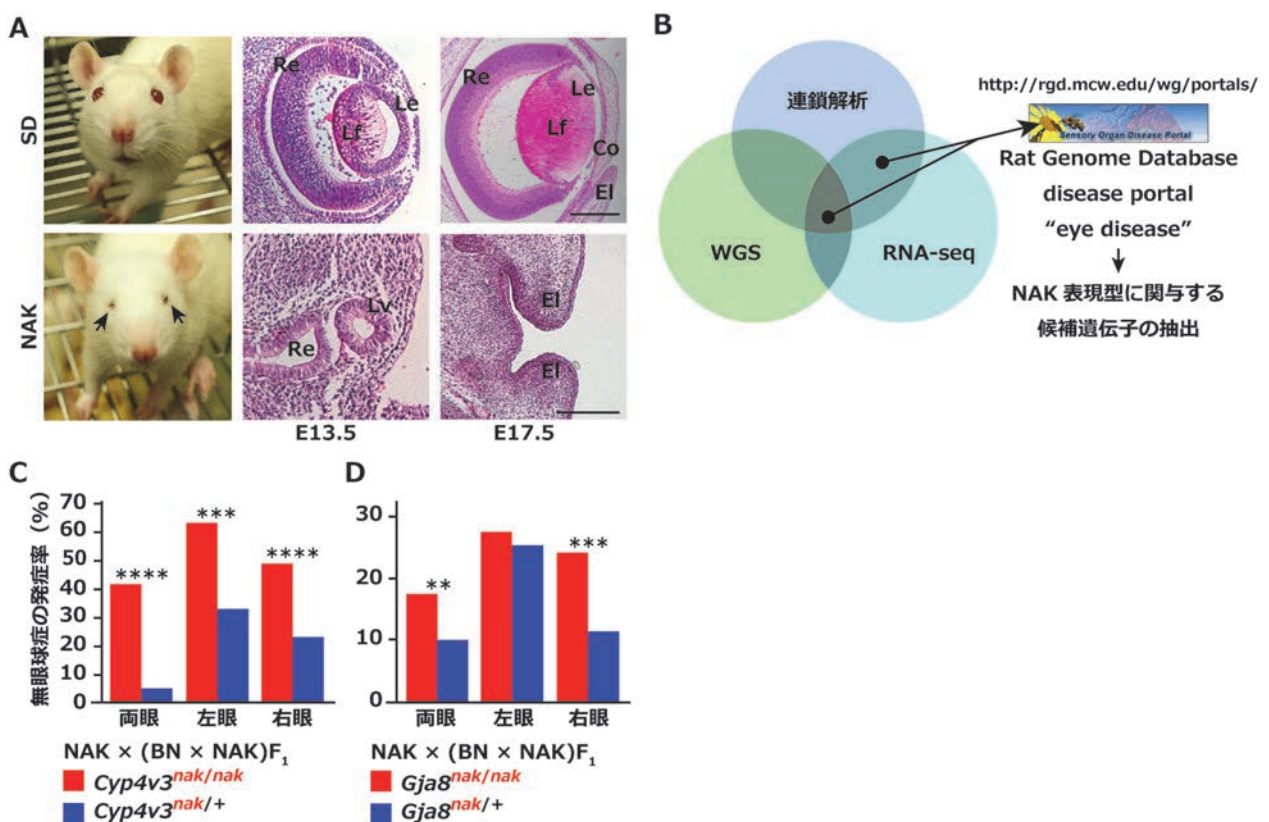 A
SD
Re
Le
Lf
Re
Le
Lf
Co
El
NAK
Re
Lv
El
El
E13.5
E17.5
B
連鎖解析
WGS
RNA-seq
http://rgd.mcw.edu/wg/portals/
Sensory Organ Disease Portal
Rat Genome Database
disease portal
“eye disease”
NAK 表現型に関与する
候補遺伝子の抽出
C
無眼球症の発症率 (%)
70
60
50
40
30
20
10
0
****
***
****
両眼
左眼
右眼
NAK × (BN × NAK)F1
Cyp4v3nak/nak
Cyp4v3nak/+
D
30
20
10
0
**
***
両眼
左眼
右眼
NAK × (BN × NAK)F1
Gja8nak/nak
Gja8nak/+